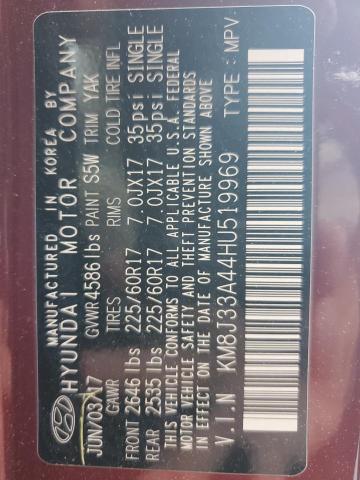 MANUFACTURED IN KOREA BY
HYUNDAI MOTOR COMPANY
JUN/03/17 GVWR 4586lbs PAINT S5W TRIM YAK
GAWR TIRES RIMS COLD TIRE INFL
FRONT 2646 lbs 225/60R17 7.0JX17 35psi SINGLE
REAR 2535 lbs 225/60R17 7.0JX17 35psi SINGLE
THIS VEHICLE CONFORMS TO ALL APPLICABLE U.S.A. FEDERAL
MOTOR VEHICLE SAFETY AND THEFT PREVENTION STANDARDS
IN EFFECT ON THE DATE OF MANUFACTURE SHOWN ABOVE
V.I.N KM8J33A44HU519969 TYPE : MPV